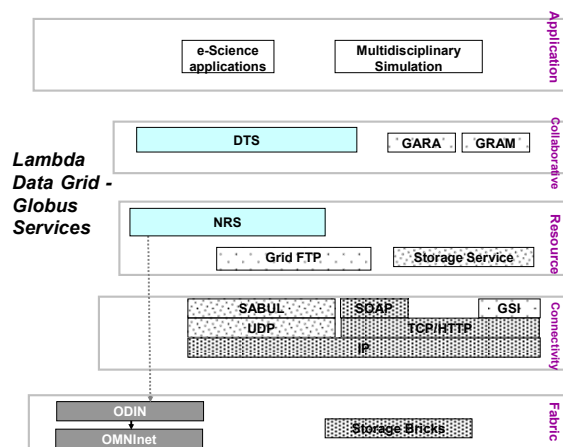 e-Science
applications
Multidisciplinary
Simulation
Application
DTS
GARA
GRAM
Collaborative
Lambda
Data Grid -
Globus
Services
NRS
Grid FTP
Storage Service
Resource
SABUL
SOAP
GSI
UDP
TCP/HTTP
IP
Connectivity
ODIN
OMNInet
Storage Bricks
Fabric